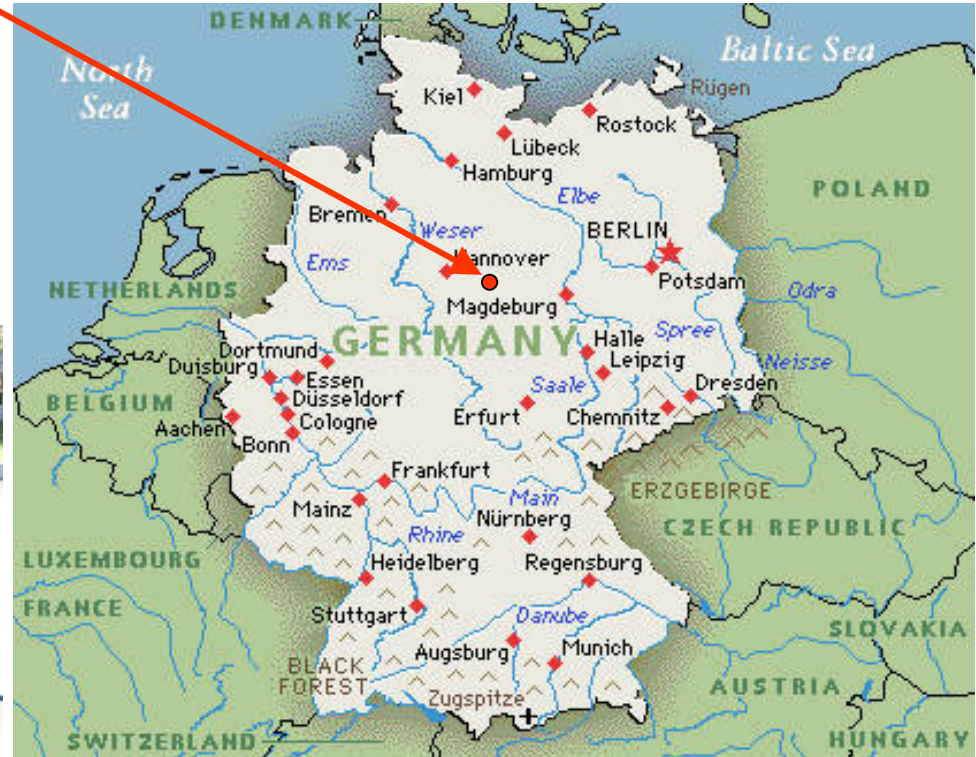 DENMARK
North
Sea
Baltic Sea
Rügen
Kiel
Rostock
Lübeck
Hamburg
POLAND
Elbe
Bremen
Weser
BERLIN
Hannover
Ems
Potsdam
NETHERLANDS
Odra
Magdeburg
GERMANY
Spree
Halle
Leipzig
Neisse
Dortmund
Duisburg
Essen
Saale
Dresden
Düsseldorf
BELGIUM
Erfurt
Chemnitz
Cologne
Aachen
Bonn
Frankfurt
ERZGEBIRGE
Main
Mainz
Nürnberg
CZECH REPUBLIC
Rhine
LUXEMBOURG
Heidelberg
Regensburg
FRANCE
Stuttgart
Danube
SLOVAKIA
Augsburg
Munich
BLACK
FOREST
Zugspitze
AUSTRIA
SWITZERLAND
HUNGARY